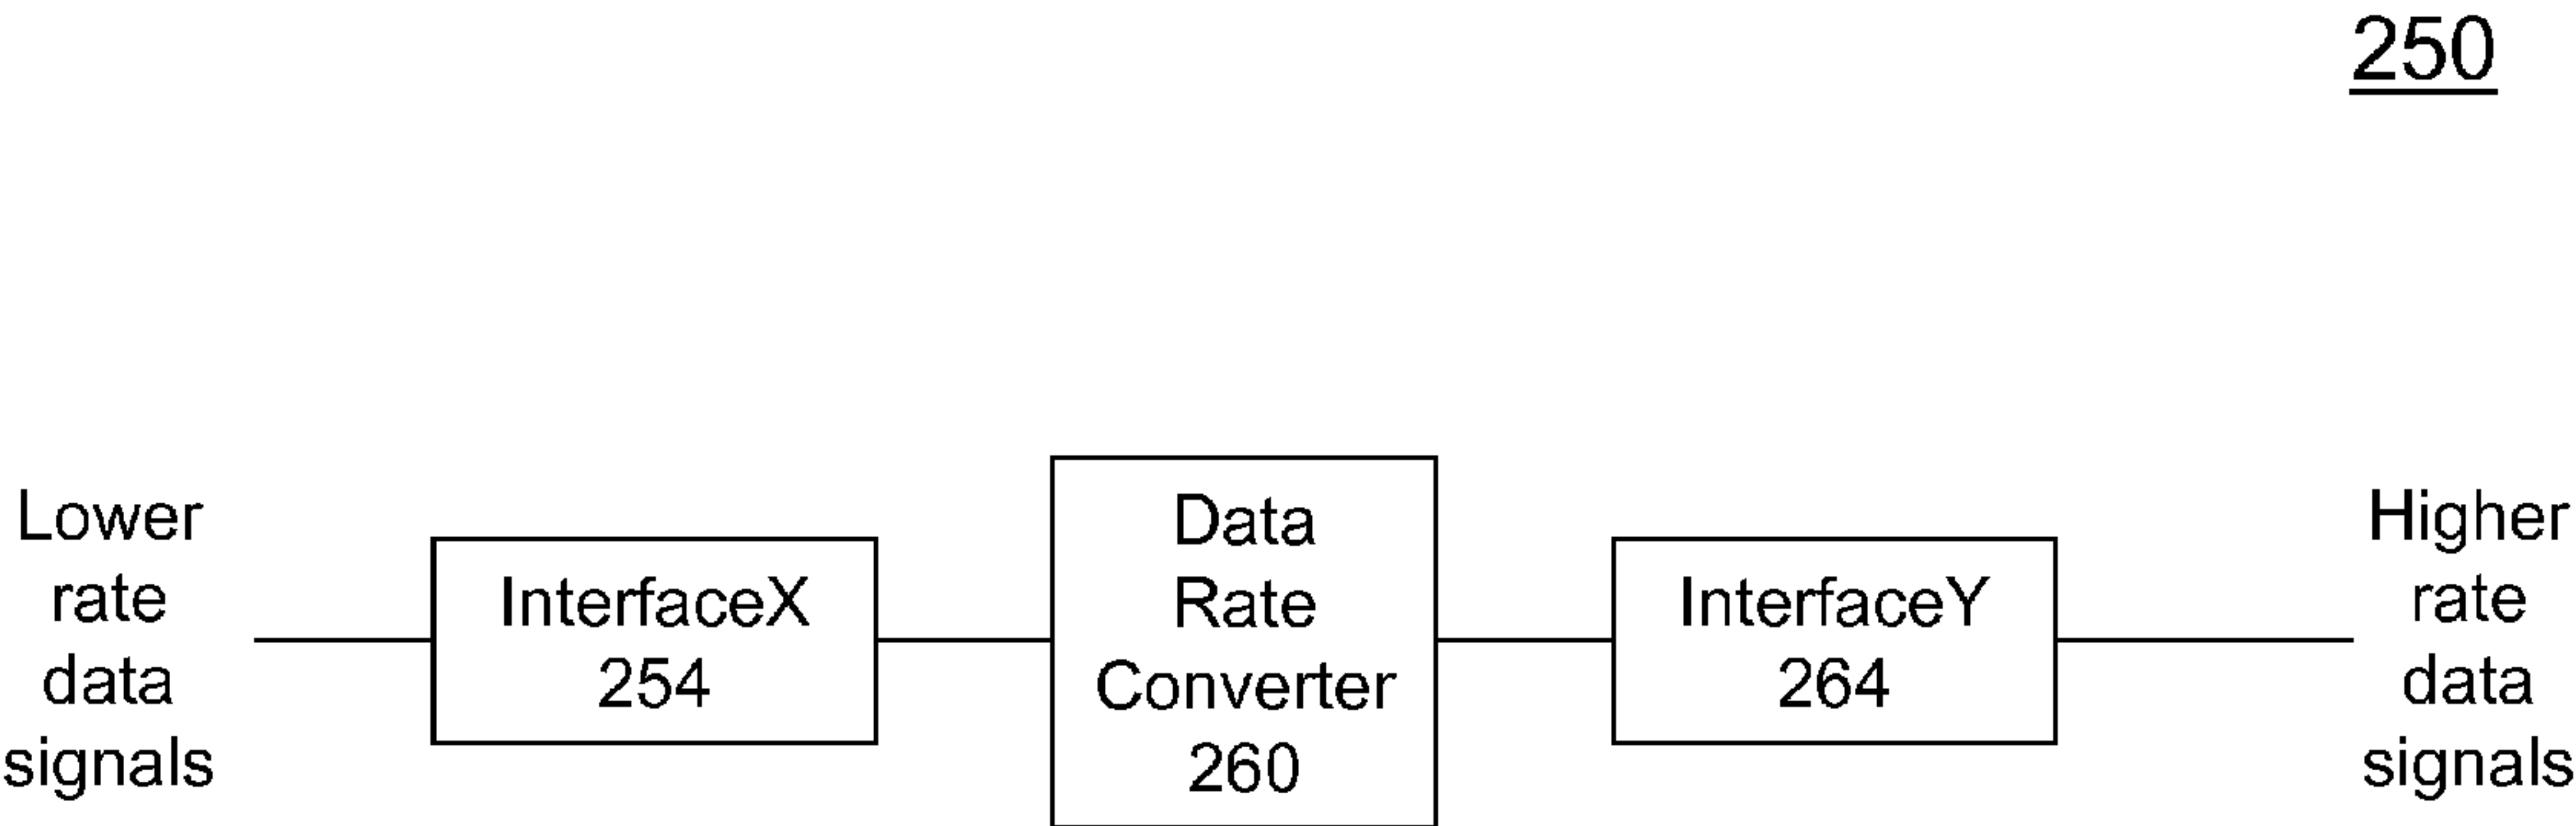 250
Lower
rate
data
signals
InterfaceX
254
Data
Rate
Converter
260
InterfaceY
264
Higher
rate
data
signals